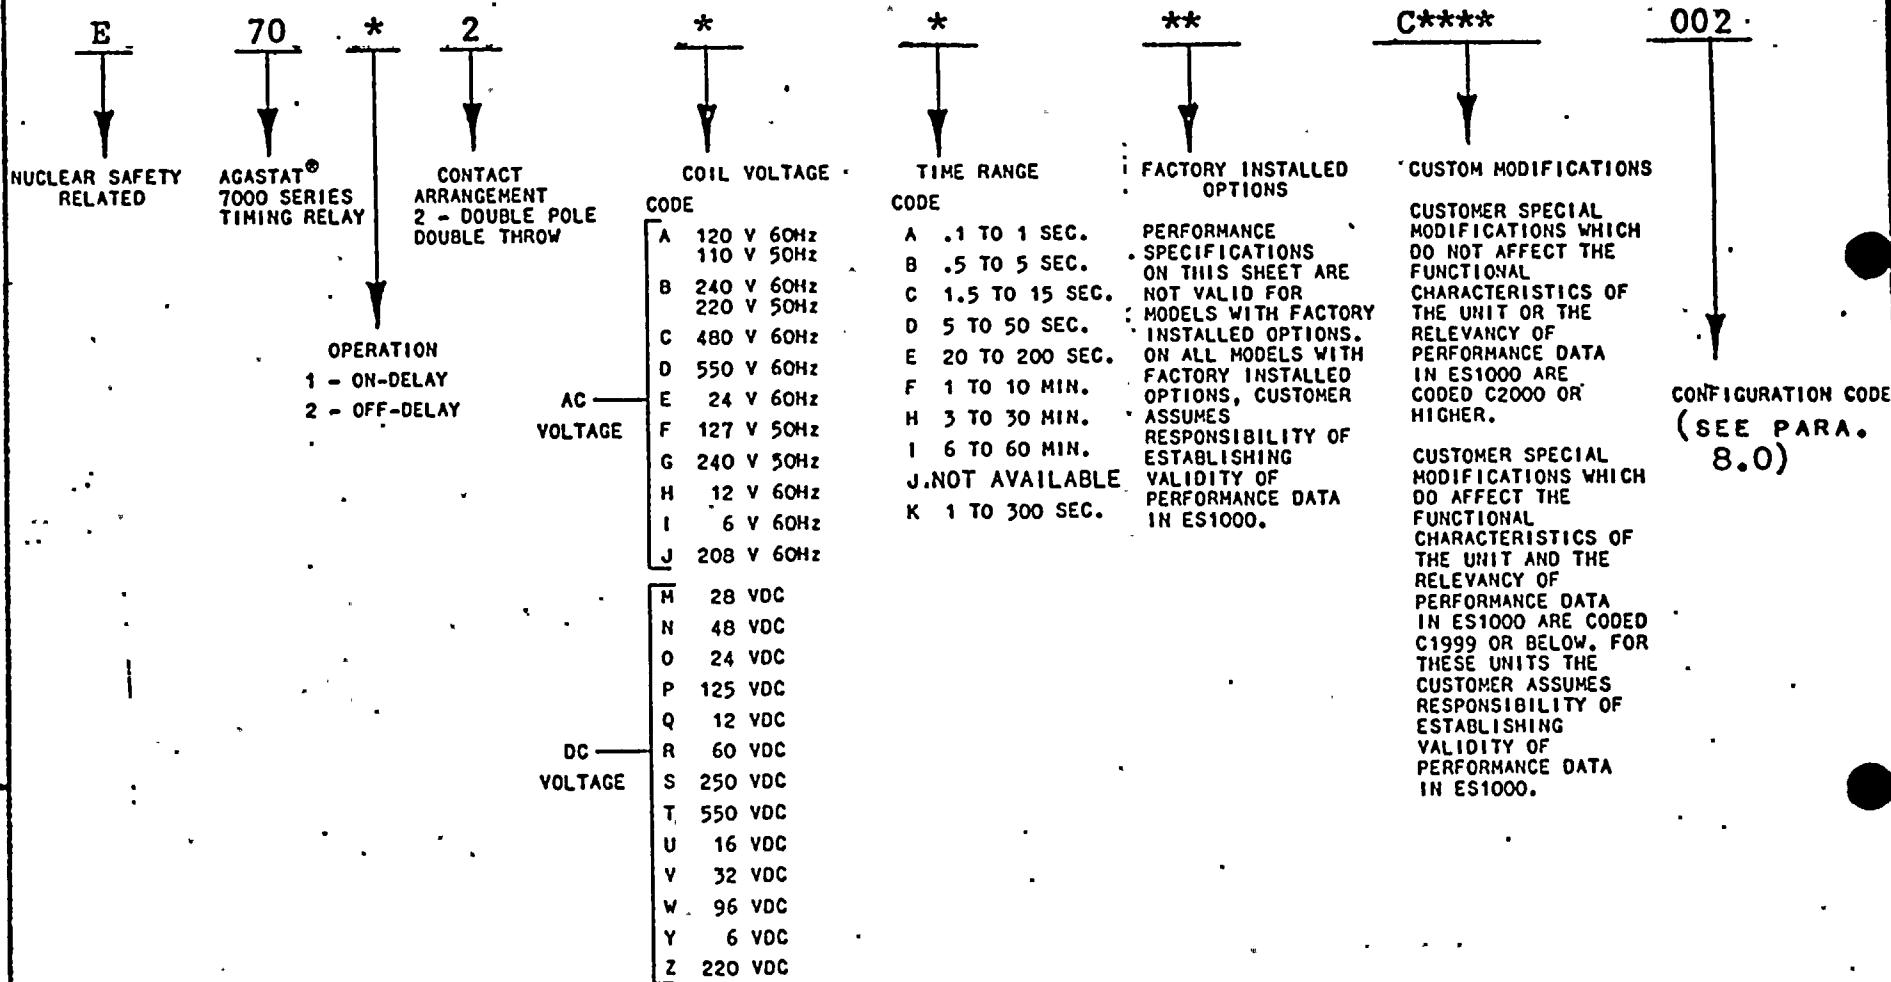 E 70 * 2 * * ** C**** 002
NUCLEAR SAFETY
RELATED
AGASTAT®
7000 SERIES
TIMING RELAY
OPERATION
1 - ON-DELAY
2 - OFF-DELAY
CONTACT
ARRANGEMENT
2 - DOUBLE POLE
DOUBLE THROW
COIL VOLTAGE
CODE
AC
VOLTAGE
A 120 V 60Hz
110 V 50Hz
B 240 V 60Hz
220 V 50Hz
C 480 V 60Hz
D 550 V 60Hz
E 24 V 60Hz
F 127 V 50Hz
G 240 V 50Hz
H 12 V 60Hz
I 6 V 60Hz
J 208 V 60Hz
DC
VOLTAGE
M 28 VDC
N 48 VDC
O 24 VDC
P 125 VDC
Q 12 VDC
R 60 VDC
S 250 VDC
T 550 VDC
U 16 VDC
V 32 VDC
W 96 VDC
Y 6 VDC
Z 220 VDC
TIME RANGE
CODE
A .1 TO 1 SEC.
B .5 TO 5 SEC.
C 1.5 TO 15 SEC.
D 5 TO 50 SEC.
E 20 TO 200 SEC.
F 1 TO 10 MIN.
H 3 TO 30 MIN.
I 6 TO 60 MIN.
J.NOT AVAILABLE
K 1 TO 300 SEC.
FACTORY INSTALLED
OPTIONS
PERFORMANCE
SPECIFICATIONS
ON THIS SHEET ARE
NOT VALID FOR
MODELS WITH FACTORY
INSTALLED OPTIONS.
ON ALL MODELS WITH
FACTORY INSTALLED
OPTIONS, CUSTOMER
ASSUMES
RESPONSIBILITY OF
ESTABLISHING
VALIDITY OF
PERFORMANCE DATA
IN ES1000.
CUSTOM MODIFICATIONS
CUSTOMER SPECIAL
MODIFICATIONS WHICH
DO NOT AFFECT THE
FUNCTIONAL
CHARACTERISTICS OF
THE UNIT OR THE
RELEVANCY OF
PERFORMANCE DATA
IN ES1000 ARE
CODED C2000 OR
HIGHER.
CUSTOMER SPECIAL
MODIFICATIONS WHICH
DO AFFECT THE
FUNCTIONAL
CHARACTERISTICS OF
THE UNIT AND THE
RELEVANCY OF
PERFORMANCE DATA
IN ES1000 ARE CODED
C1999 OR BELOW. FOR
THESE UNITS THE
CUSTOMER ASSUMES
RESPONSIBILITY OF
ESTABLISHING
VALIDITY OF
PERFORMANCE DATA
IN ES1000.
CONFIGURATION CODE
(SEE PARA.
8.0)